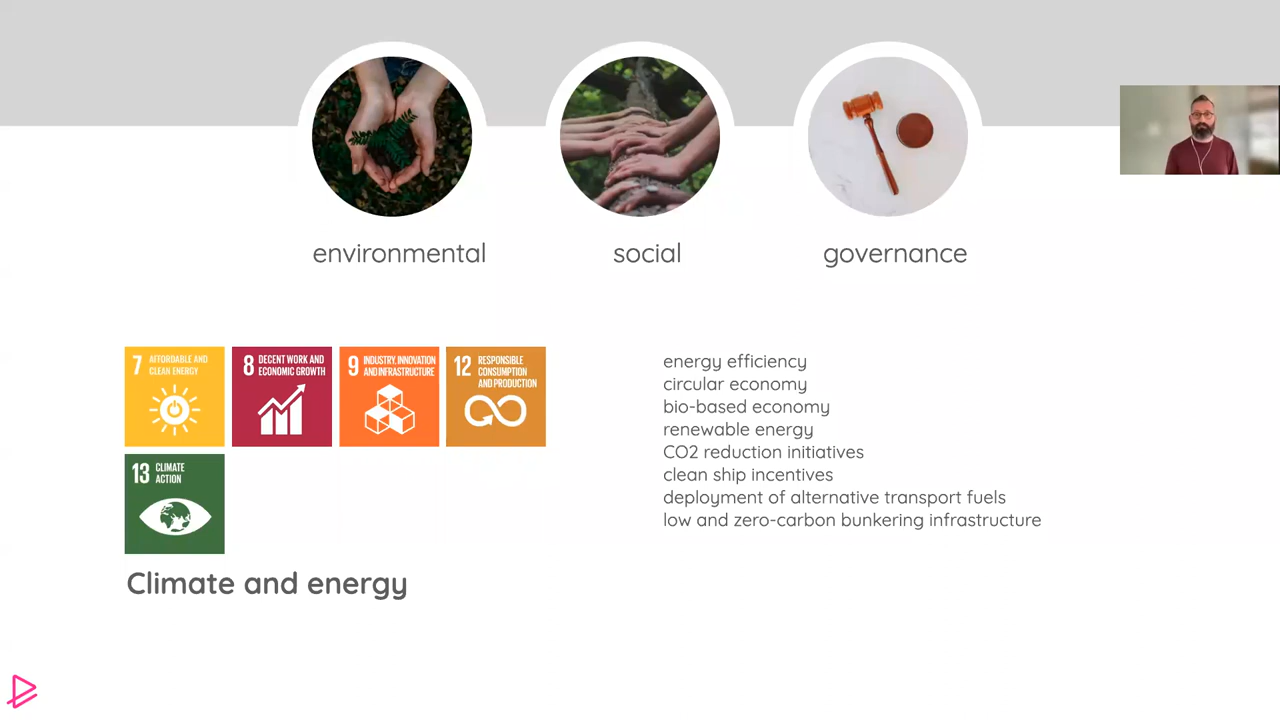 environmental
social
governance
7 AFFORDABLE AND
CLEAN ENERGY
8 DECENT WORK AND
ECONOMIC GROWTH
9 INDUSTRY, INNOVATION
AND INFRASTRUCTURE
12 RESPONSIBLE
CONSUMPTION
AND PRODUCTION
13 CLIMATE
ACTION
Climate and energy
energy efficiency
circular economy
bio-based economy
renewable energy
CO2 reduction initiatives
clean ship incentives
deployment of alternative transport fuels
low and zero-carbon bunkering infrastructure